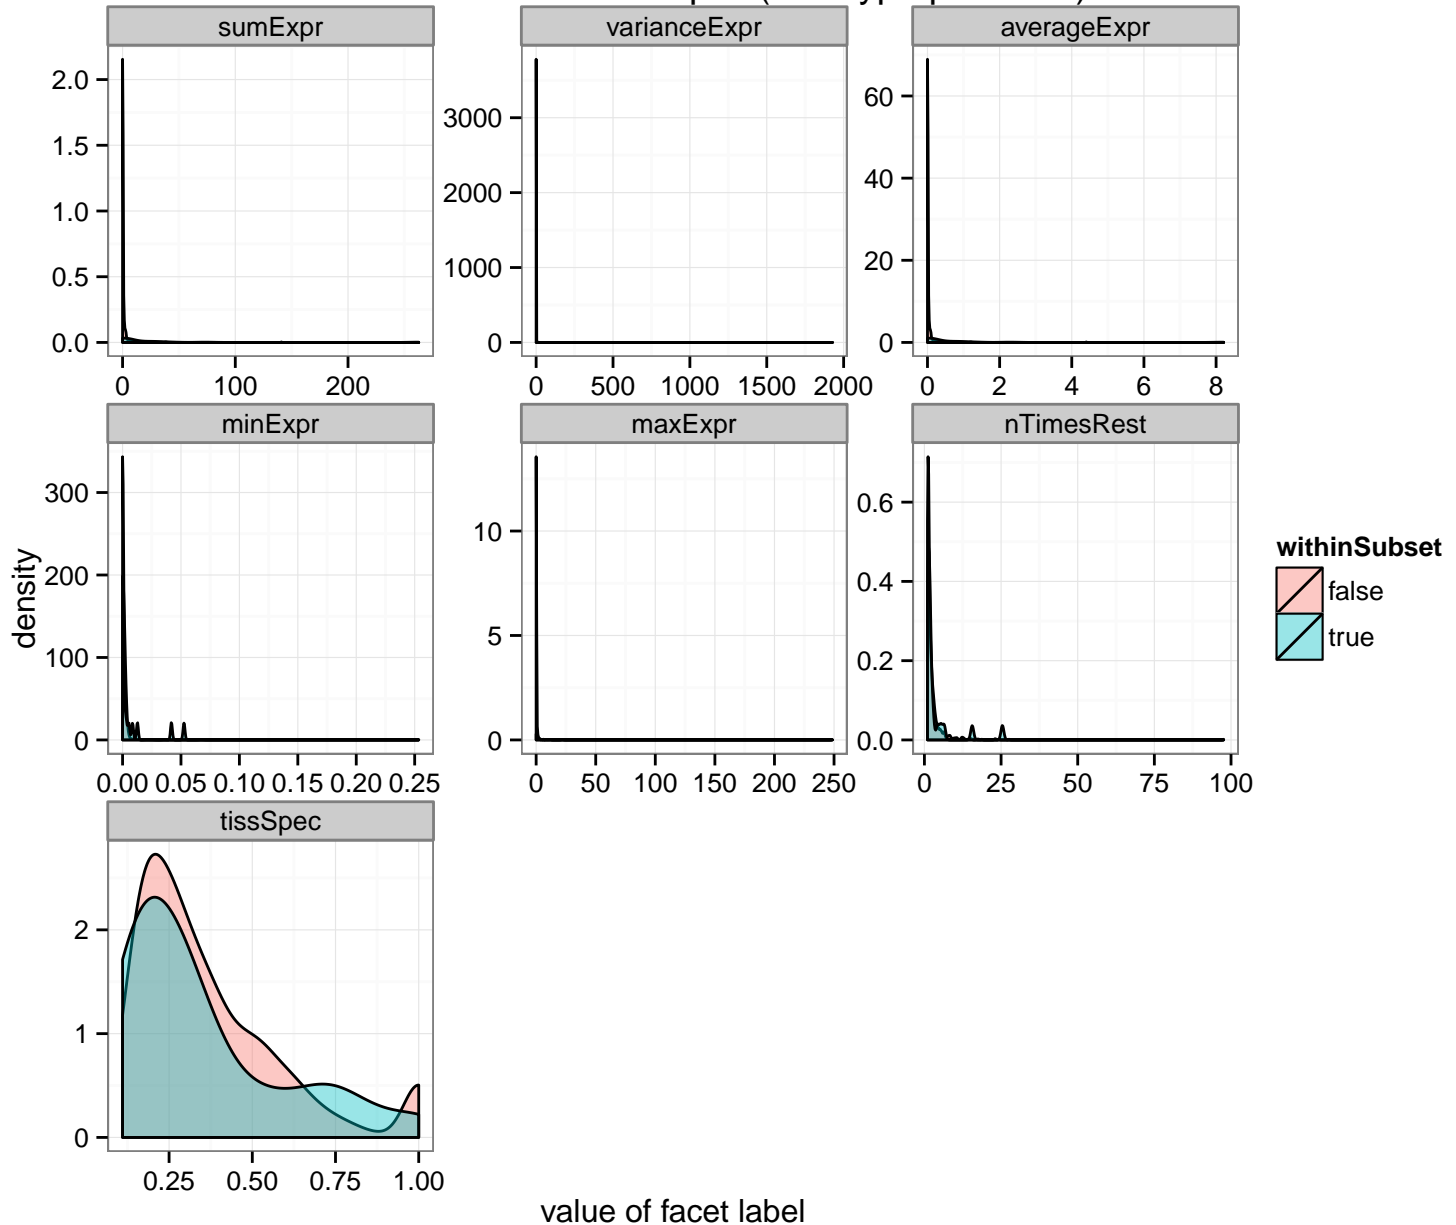 sumExpr varianceExpr averageExpr
2.0
1.5
1.0
0.5
0.0
3000
2000
1000
0
60
40
20
0
0 100 200
0 500 1000 1500 2000
0 2 4 6 8
minExpr maxExpr nTimesRest
300
200
100
0
10
5
0
0.6
0.4
0.2
0.0
0.00 0.05 0.10 0.15 0.20 0.25
0 50 100 150 200 250
0 25 50 75 100
density
withinSubset
false
true
tissSpec
2
1
0
0.25 0.50 0.75 1.00
value of facet label